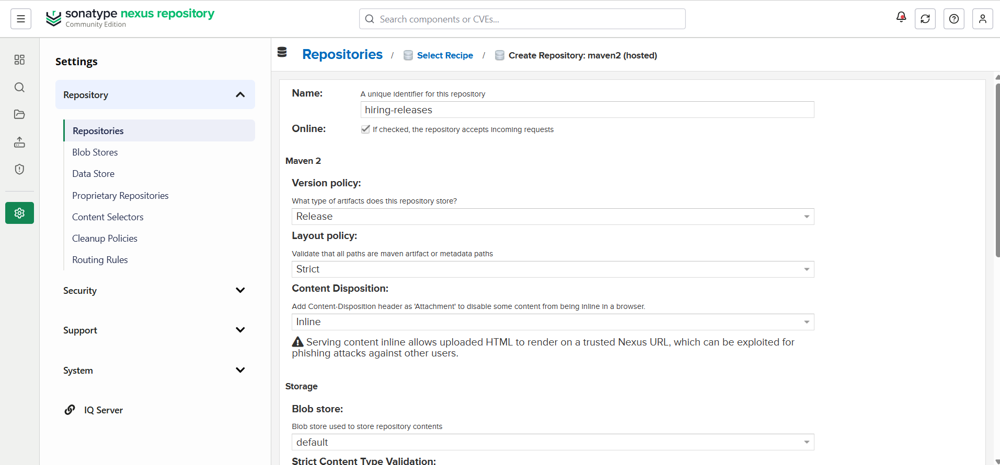 sonatype nexus repository
Community Edition
Search components or CVEs...
Settings
Repository
Repositories
Blob Stores
Data Store
Proprietary Repositories
Content Selectors
Cleanup Policies
Routing Rules
Security
Support
System
IQ Server
Repositories / Select Recipe / Create Repository: maven2 (hosted)
Name: A unique identifier for this repository
hiring-releases
Online: If checked, the repository accepts incoming requests
Maven 2
Version policy:
What type of artifacts does this repository store?
Release
Layout policy:
Validate that all paths are maven artifact or metadata paths
Strict
Content Disposition:
Add Content-Disposition header as 'Attachment' to disable some content from being inline in a browser.
Inline
Serving content inline allows uploaded HTML to render on a trusted Nexus URL, which can be exploited for
phishing attacks against other users.
Storage
Blob store:
Blob store used to store repository contents
default
Strict Content Type Validation: